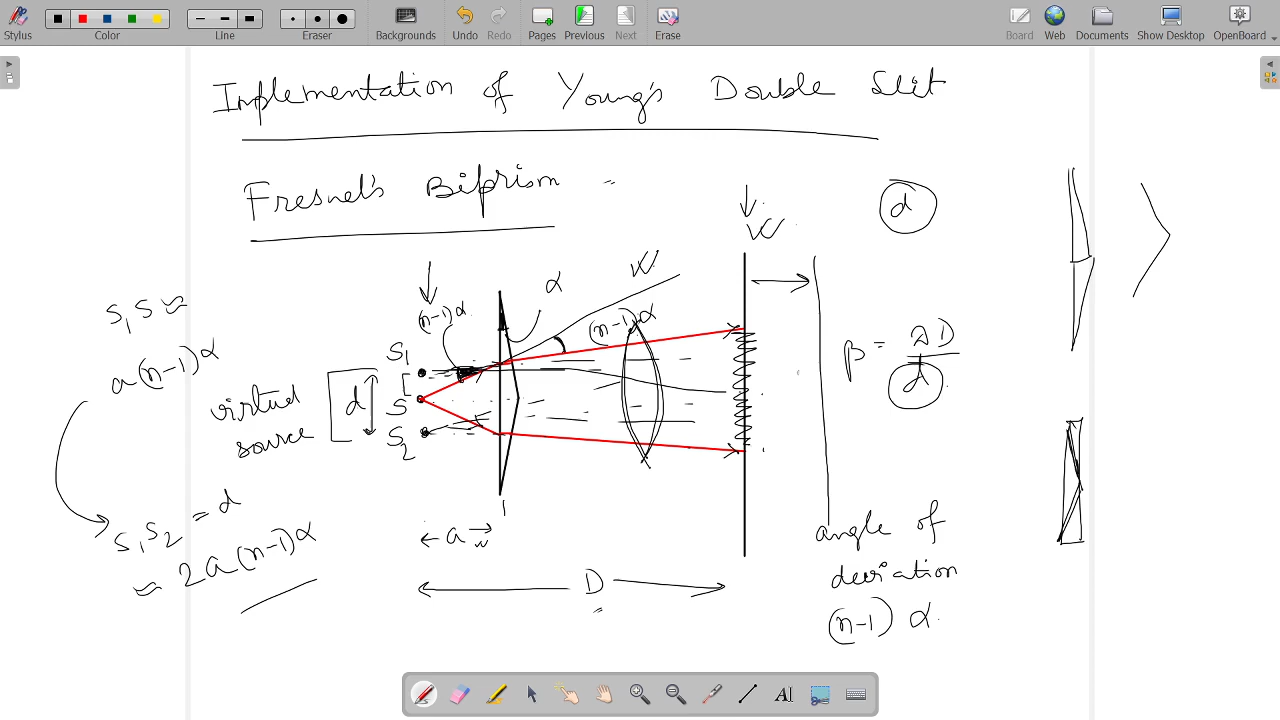 Stylus
Color
Line
Eraser
Backgrounds
Undo
Redo
Pages
Previous
Next
Erase
Board
Web
Documents
Show Desktop
OpenBoard
Implementation of Young's Double Slit
Fresnel's Biprism
d
α
(n-1)α
(n-1)α
S₁S ≈
a(n-1)α
S₁
S
S₂
d
virtual
source
β = λD
d
S₁S₂ = d
≈ 2a(n-1)α
a
D
angle of
deviation
(n-1) α